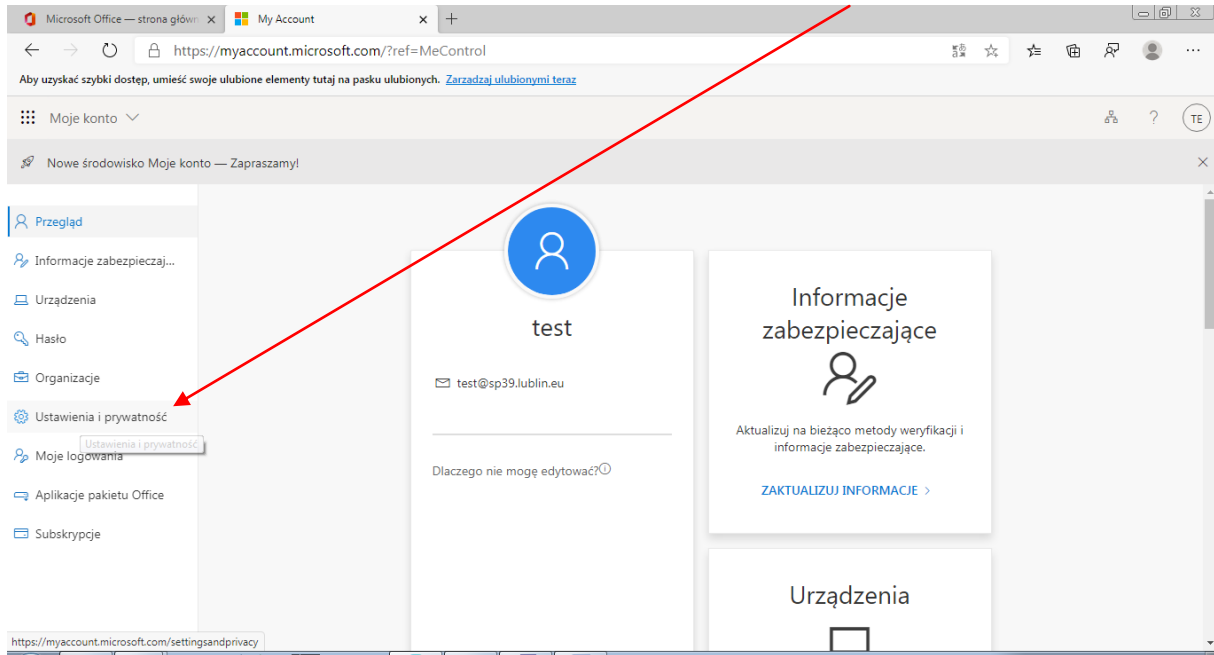 Microsoft Office — strona główn
My Account
https://myaccount.microsoft.com/?ref=MeControl
Aby uzyskać szybki dostęp, umieść swoje ulubione elementy tutaj na pasku ulubionych. Zarzadzaj ulubionymi teraz
Moje konto
?
TE
Nowe środowisko Moje konto — Zapraszamy!
Przegląd
Informacje zabezpieczaj...
Urządzenia
Hasło
Organizacje
Ustawienia i prywatność
Ustawienia i prywatność
Moje logowania
Aplikacje pakietu Office
Subskrypcje
test
test@sp39.lublin.eu
Dlaczego nie mogę edytować?
Informacje
zabezpieczające
Aktualizuj na bieżąco metody weryfikacji i
informacje zabezpieczające.
ZAKTUALIZUJ INFORMACJE >
Urządzenia
https://myaccount.microsoft.com/settingsandprivacy